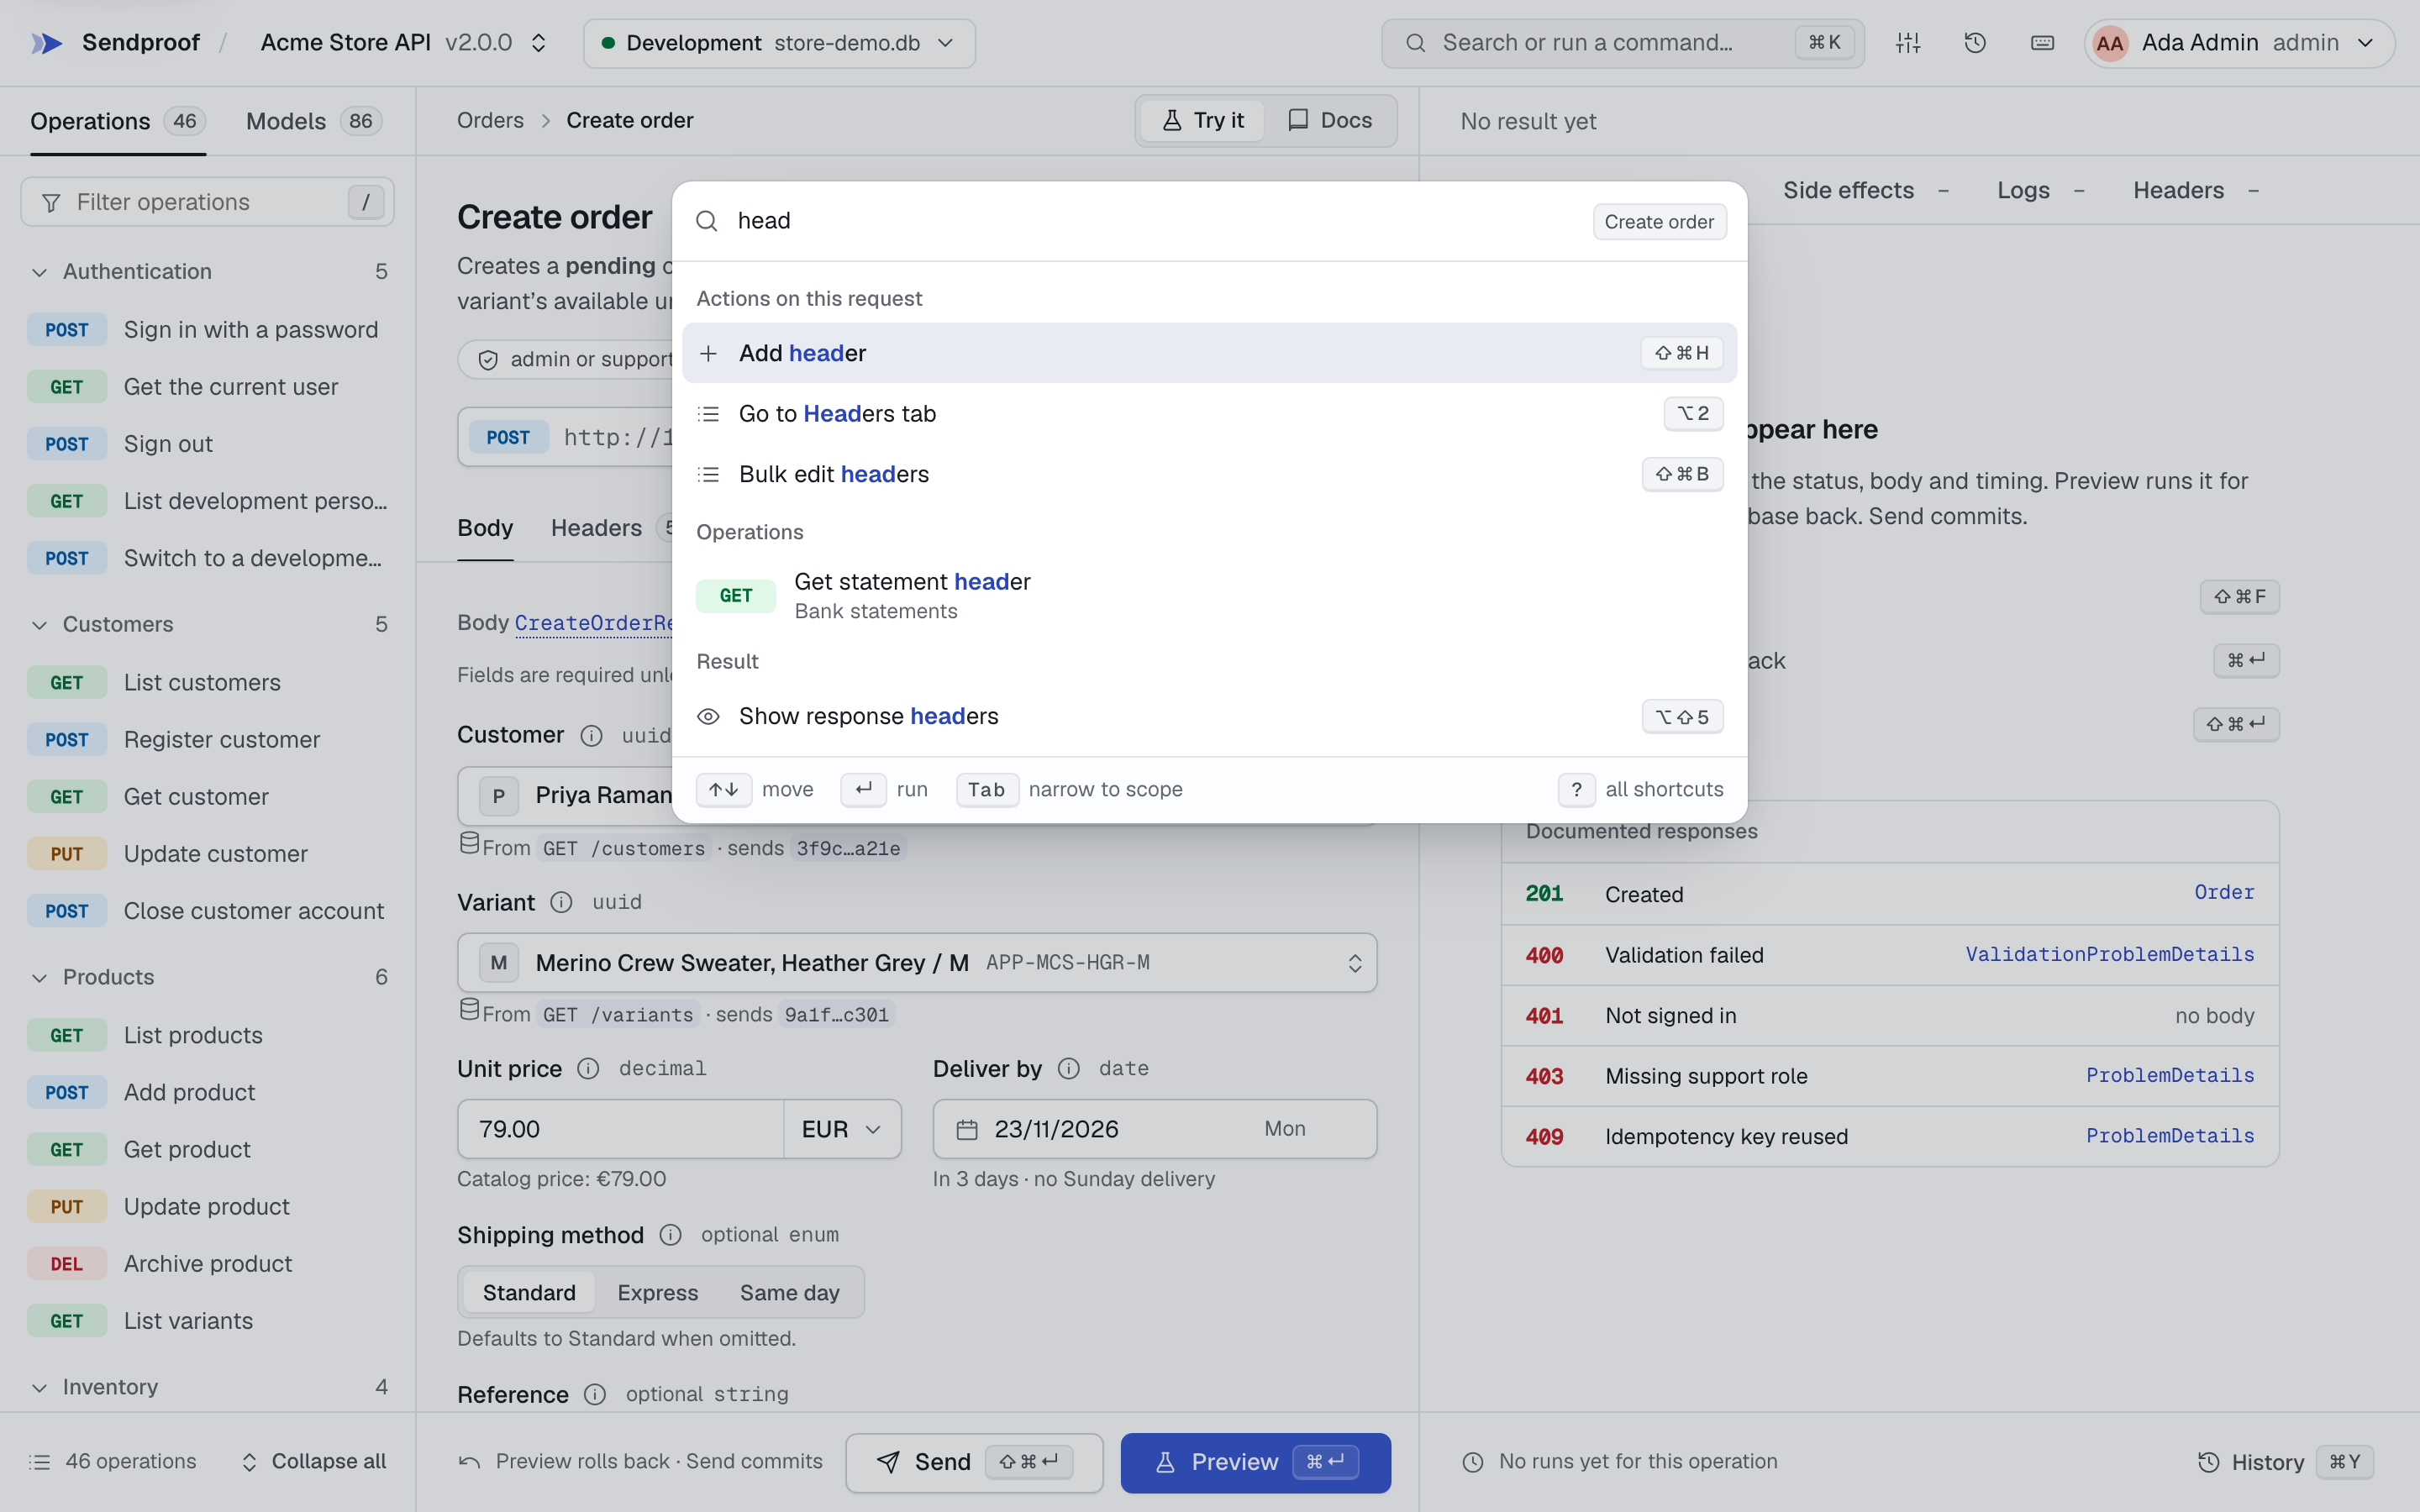 Sendproof / Acme Store API v2.0.0
Development store-demo.db
Search or run a command... ⌘K
AA Ada Admin admin
Operations 46 Models 86
Filter operations /
Authentication 5
POST Sign in with a password
GET Get the current user
POST Sign out
GET List development perso...
POST Switch to a developme...
Customers 5
GET List customers
POST Register customer
GET Get customer
PUT Update customer
POST Close customer account
Products 6
GET List products
POST Add product
GET Get product
PUT Update product
DEL Archive product
GET List variants
Inventory 4
46 operations Collapse all
Orders > Create order
Try it Docs
Create order
Creates a pending
variant's available
admin or support
POST http://1
Body Headers
head Create order
Actions on this request
Add header ⇧⌘H
Go to Headers tab ⌥2
Bulk edit headers ⇧⌘B
Operations
GET Get statement header
Bank statements
Result
Show response headers ⌥⇧5
↑↓ move ↵ run Tab narrow to scope ? all shortcuts
Body CreateOrderRe
Fields are required
Customer uuid
P Priya Raman
From GET /customers · sends 3f9c…a21e
Variant uuid
M Merino Crew Sweater, Heather Grey / M APP-MCS-HGR-M
From GET /variants · sends 9a1f…c301
Unit price decimal
79.00 EUR
Catalog price: €79.00
Deliver by date
23/11/2026 Mon
In 3 days · no Sunday delivery
Shipping method optional enum
Standard Express Same day
Defaults to Standard when omitted.
Reference optional string
Preview rolls back · Send commits
Send ⇧⌘↵
Preview ⌘↵
No result yet
Side effects – Logs – Headers –
ppear here
the status, body and timing. Preview runs it for
base back. Send commits.
⇧⌘F
ack ⌘↵
⇧⌘↵
Documented responses
201 Created Order
400 Validation failed ValidationProblemDetails
401 Not signed in no body
403 Missing support role ProblemDetails
409 Idempotency key reused ProblemDetails
No runs yet for this operation
History ⌘Y